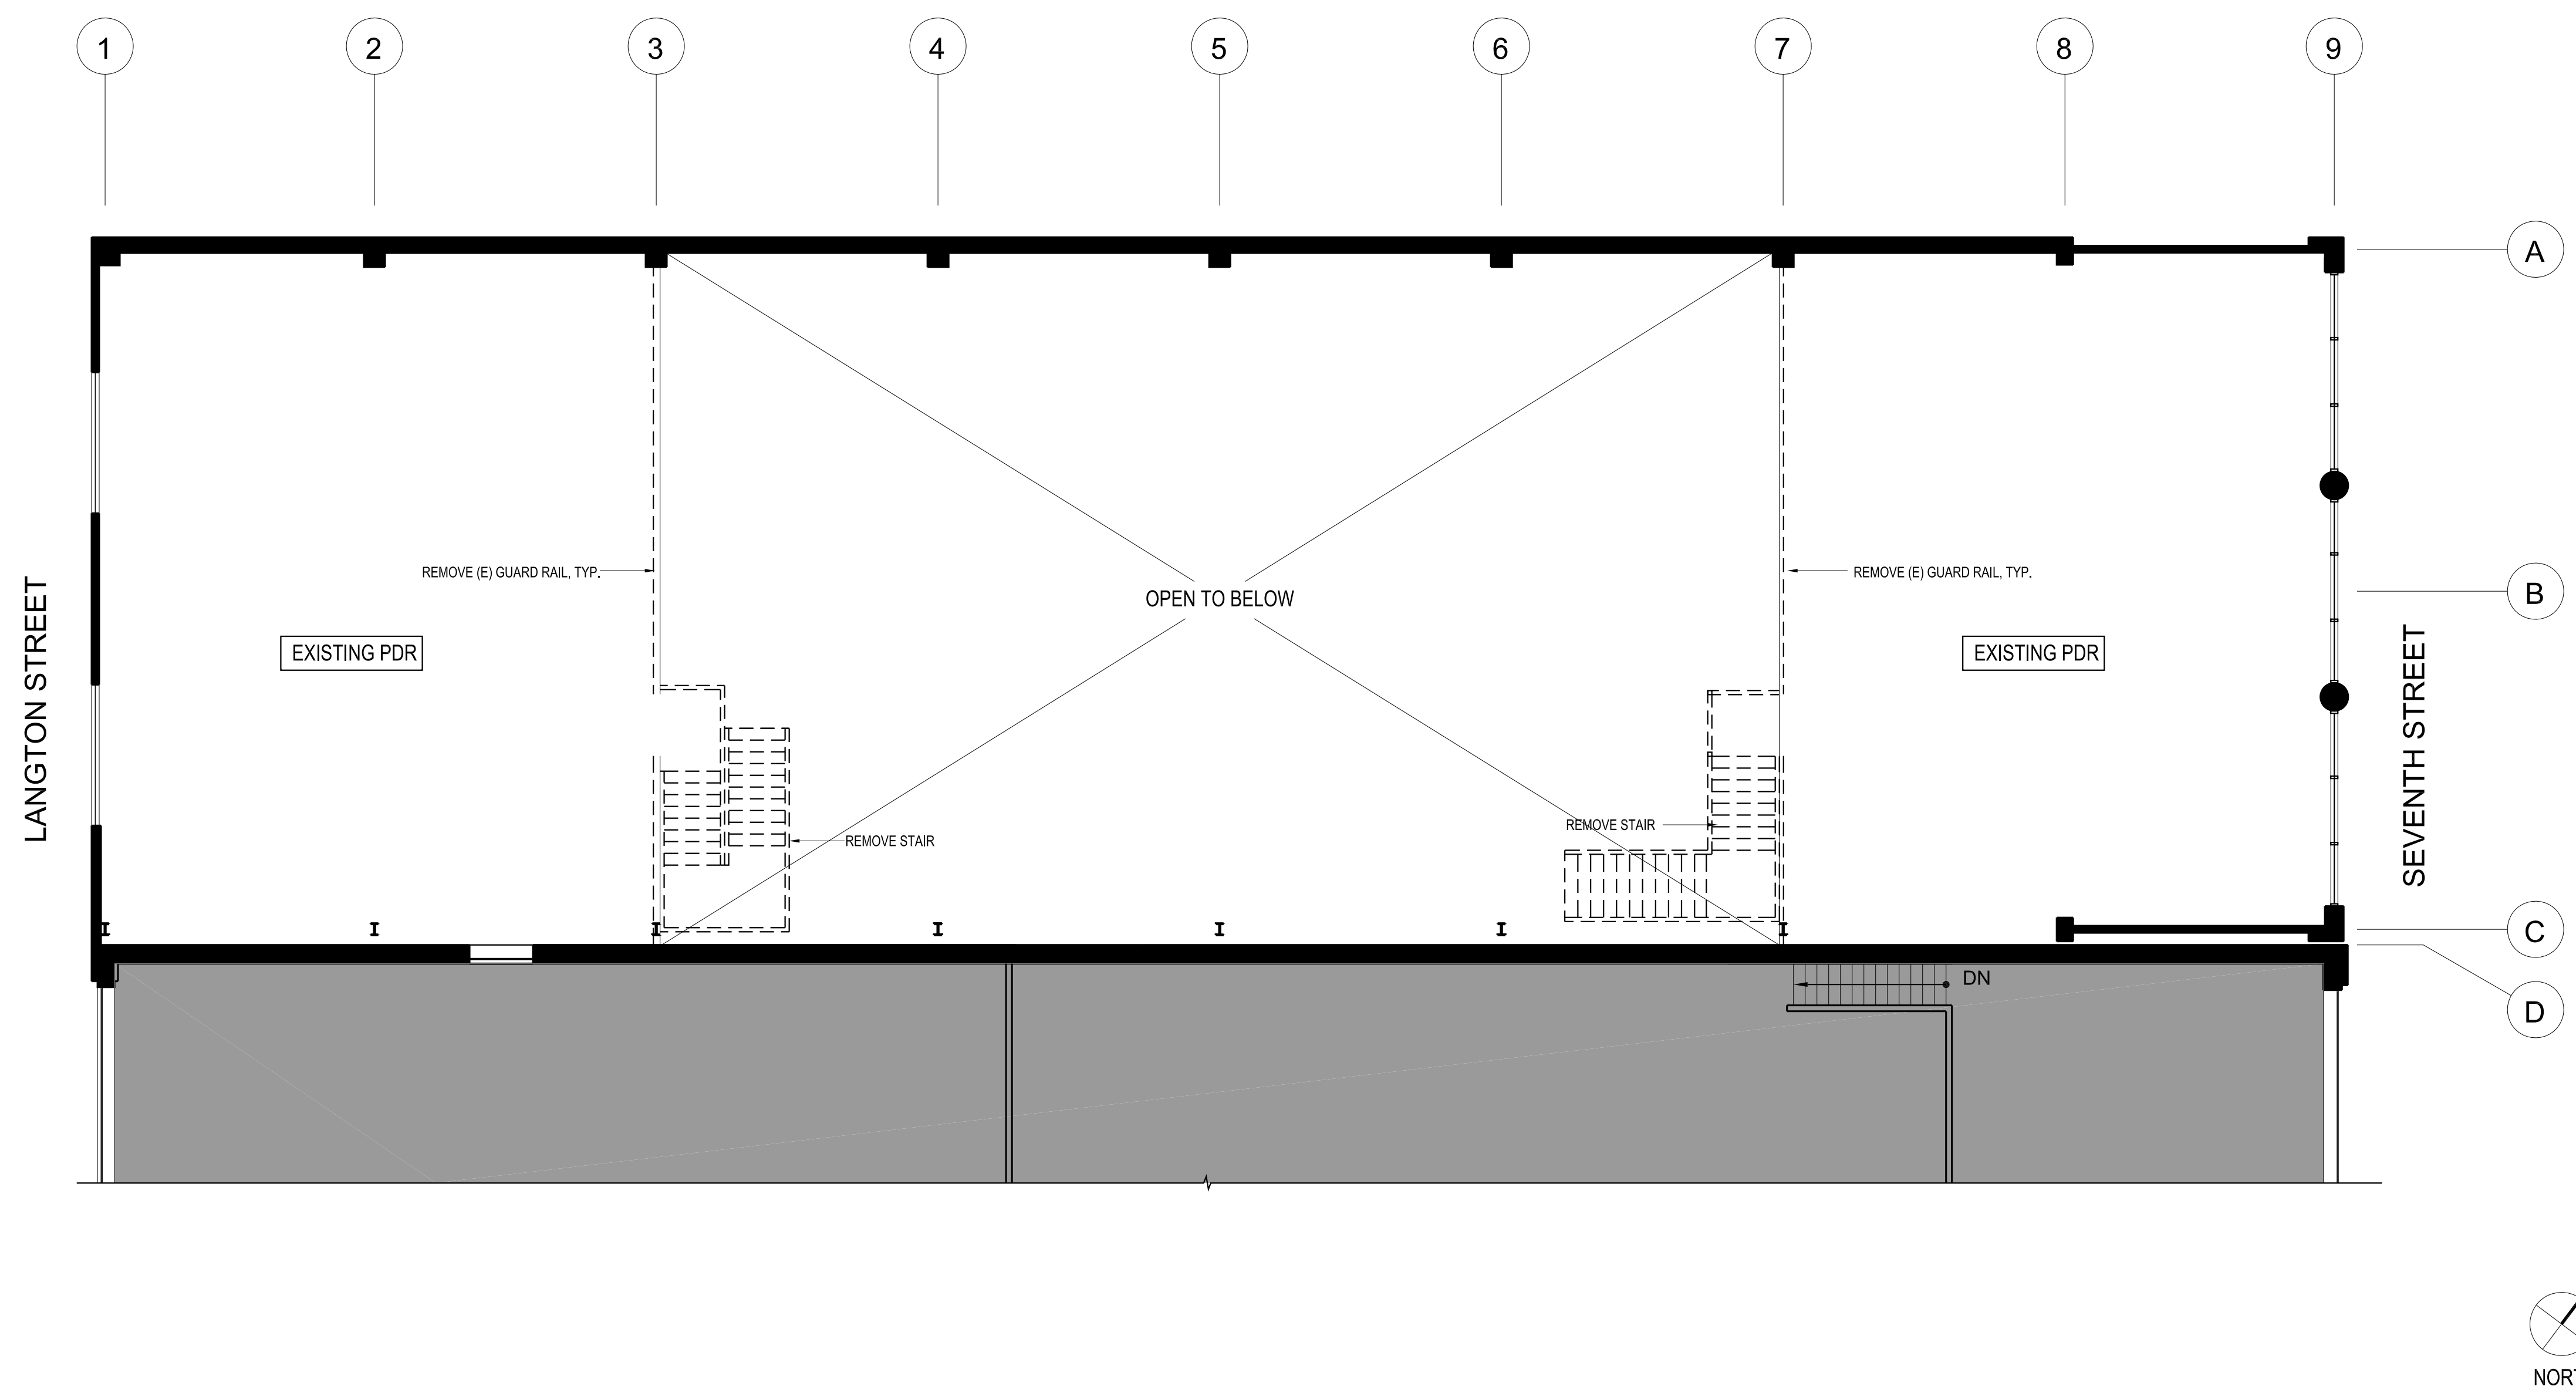 1
2
3
4
5
6
7
8
9
A
REMOVE (E) GUARD RAIL, TYP.
REMOVE (E) GUARD RAIL, TYP.
OPEN TO BELOW
B
EXISTING PDR
EXISTING PDR
LANGTON STREET
SEVENTH STREET
REMOVE STAIR
REMOVE STAIR
C
DN
D
NORT